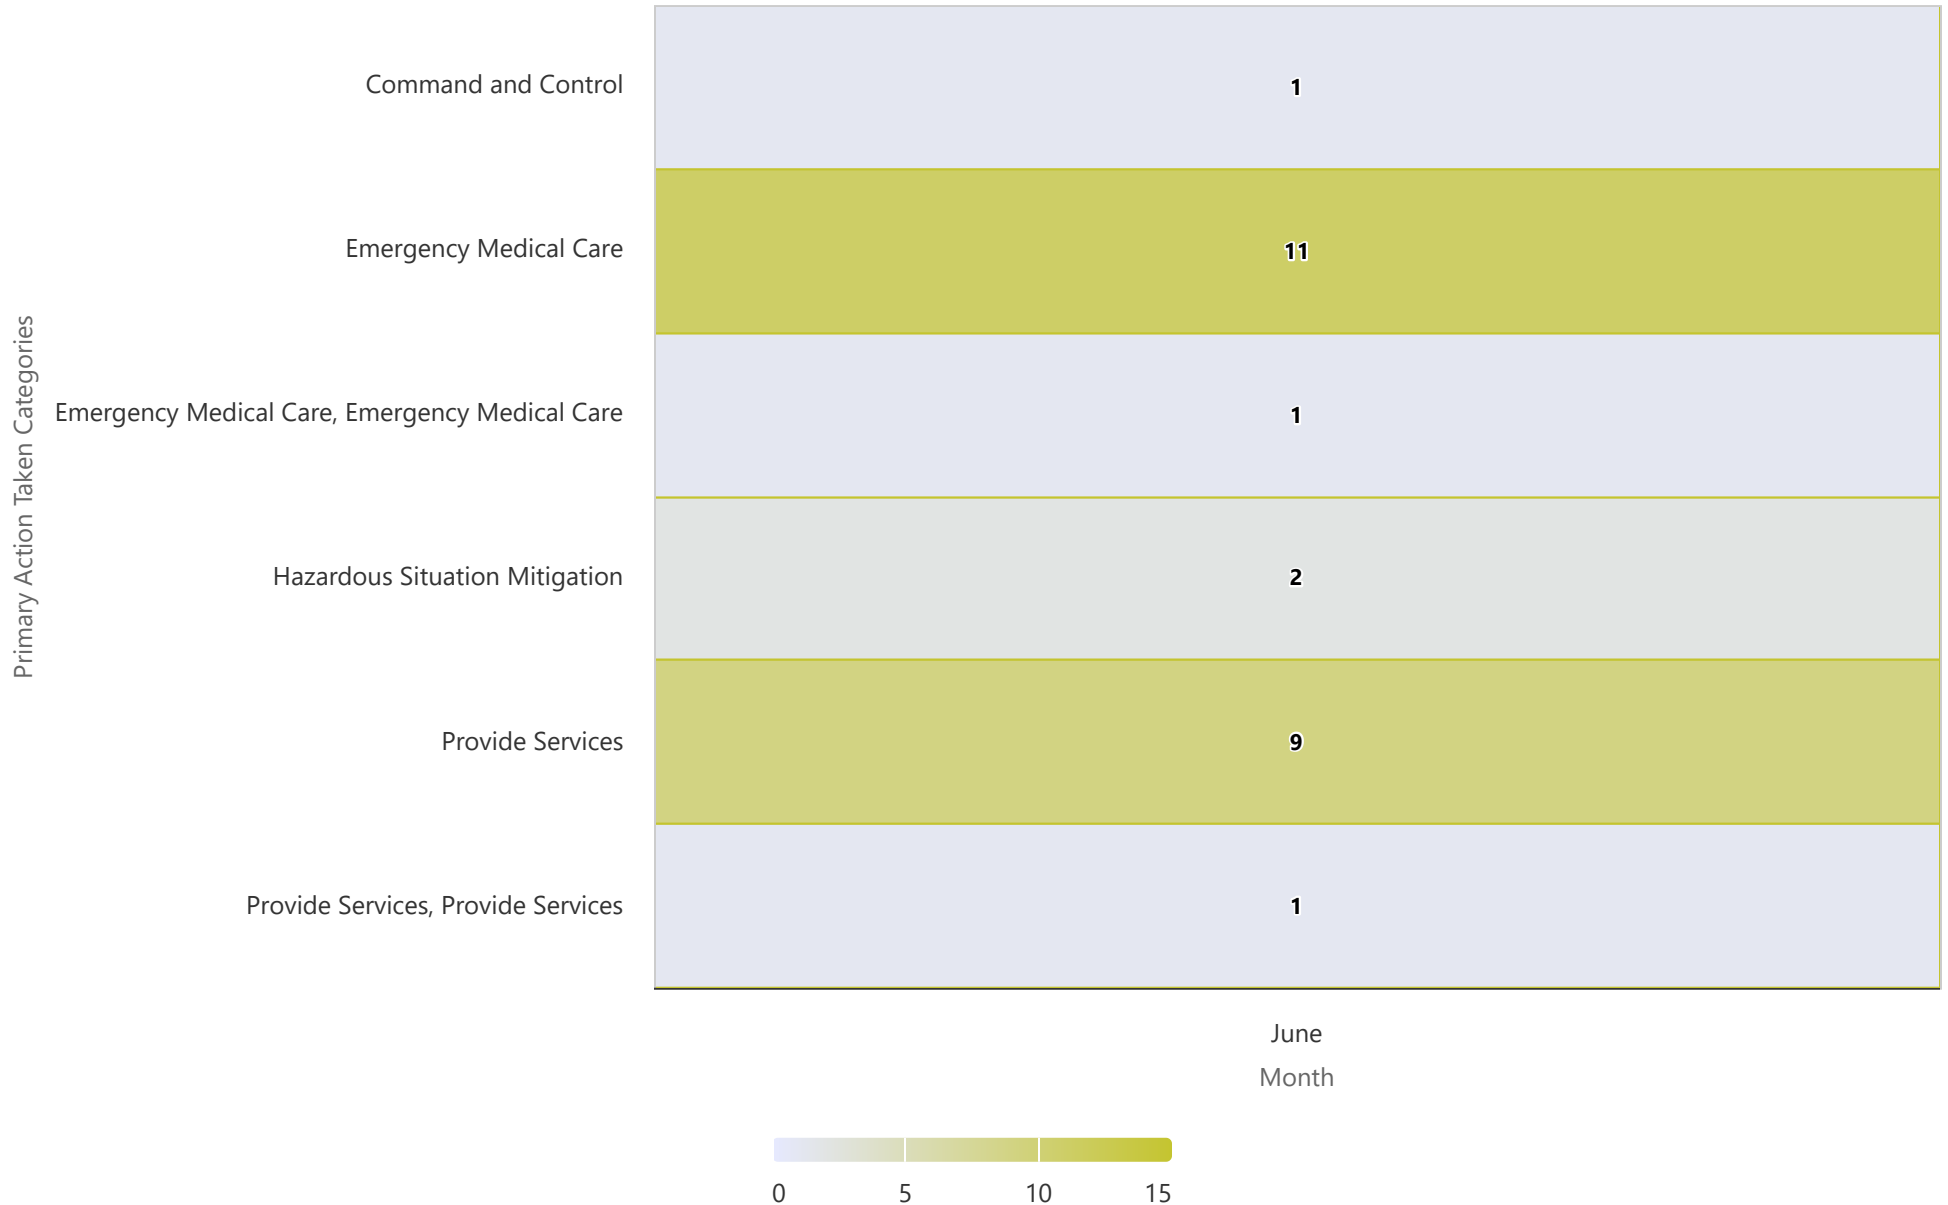 Primary Action Taken Categories
Command and Control
1
Emergency Medical Care
11
Emergency Medical Care, Emergency Medical Care
1
Hazardous Situation Mitigation
2
Provide Services
9
Provide Services, Provide Services
1
June
Month
0 5 10 15